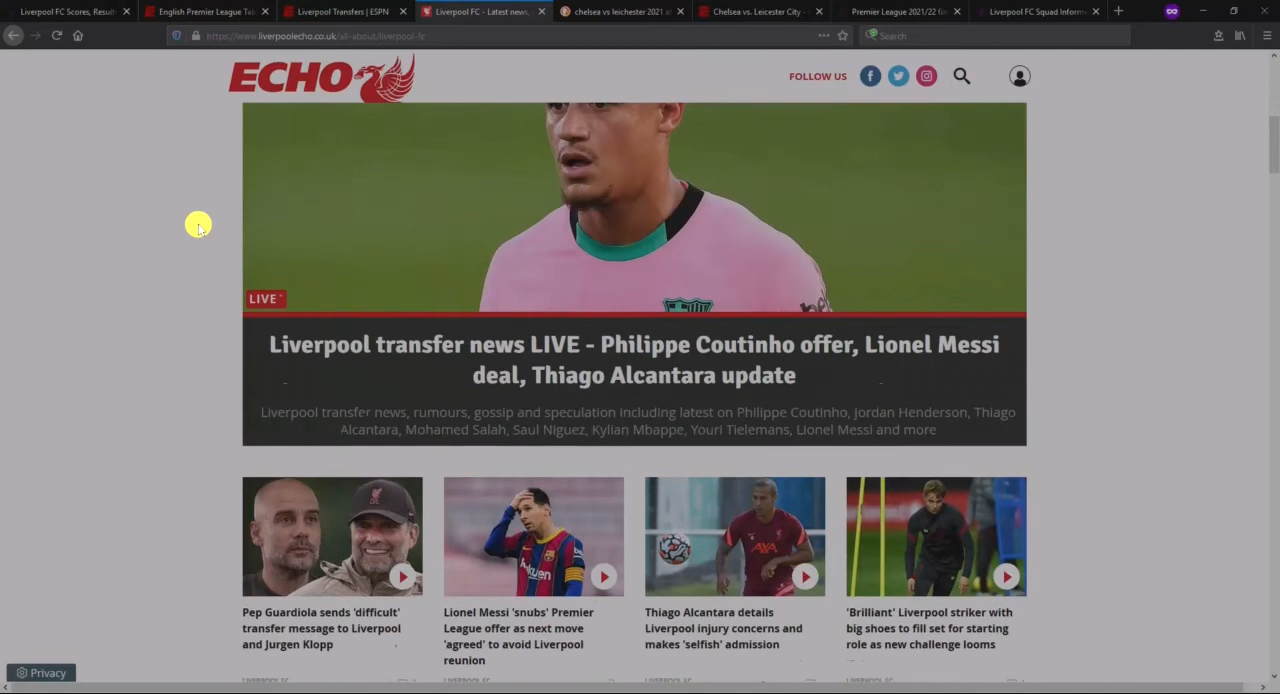 Liverpool FC Scores, Result
English Premier League Tab
Liverpool Transfers | ESPN
Liverpool FC - Latest news,
chelsea vs leichester 2021 a
Chelsea vs. Leicester City -
Premier League 2021/22 fi
Liverpool FC Squad Inform
https://www.liverpoolecho.co.uk/all-about/liverpool-fc
Search
ECHO
FOLLOW US
LIVE
Liverpool transfer news LIVE - Philippe Coutinho offer, Lionel Messi
deal, Thiago Alcantara update
Liverpool transfer news, rumours, gossip and speculation including latest on Philippe Coutinho, Jordan Henderson, Thiago
Alcantara, Mohamed Salah, Saul Niguez, Kylian Mbappe, Youri Tielemans, Lionel Messi and more
AXA
Pep Guardiola sends 'difficult'
transfer message to Liverpool
and Jurgen Klopp
Lionel Messi 'snubs' Premier
League offer as next move
'agreed' to avoid Liverpool
reunion
Thiago Alcantara details
Liverpool injury concerns and
makes 'selfish' admission
'Brilliant' Liverpool striker with
big shoes to fill set for starting
role as new challenge looms
Privacy